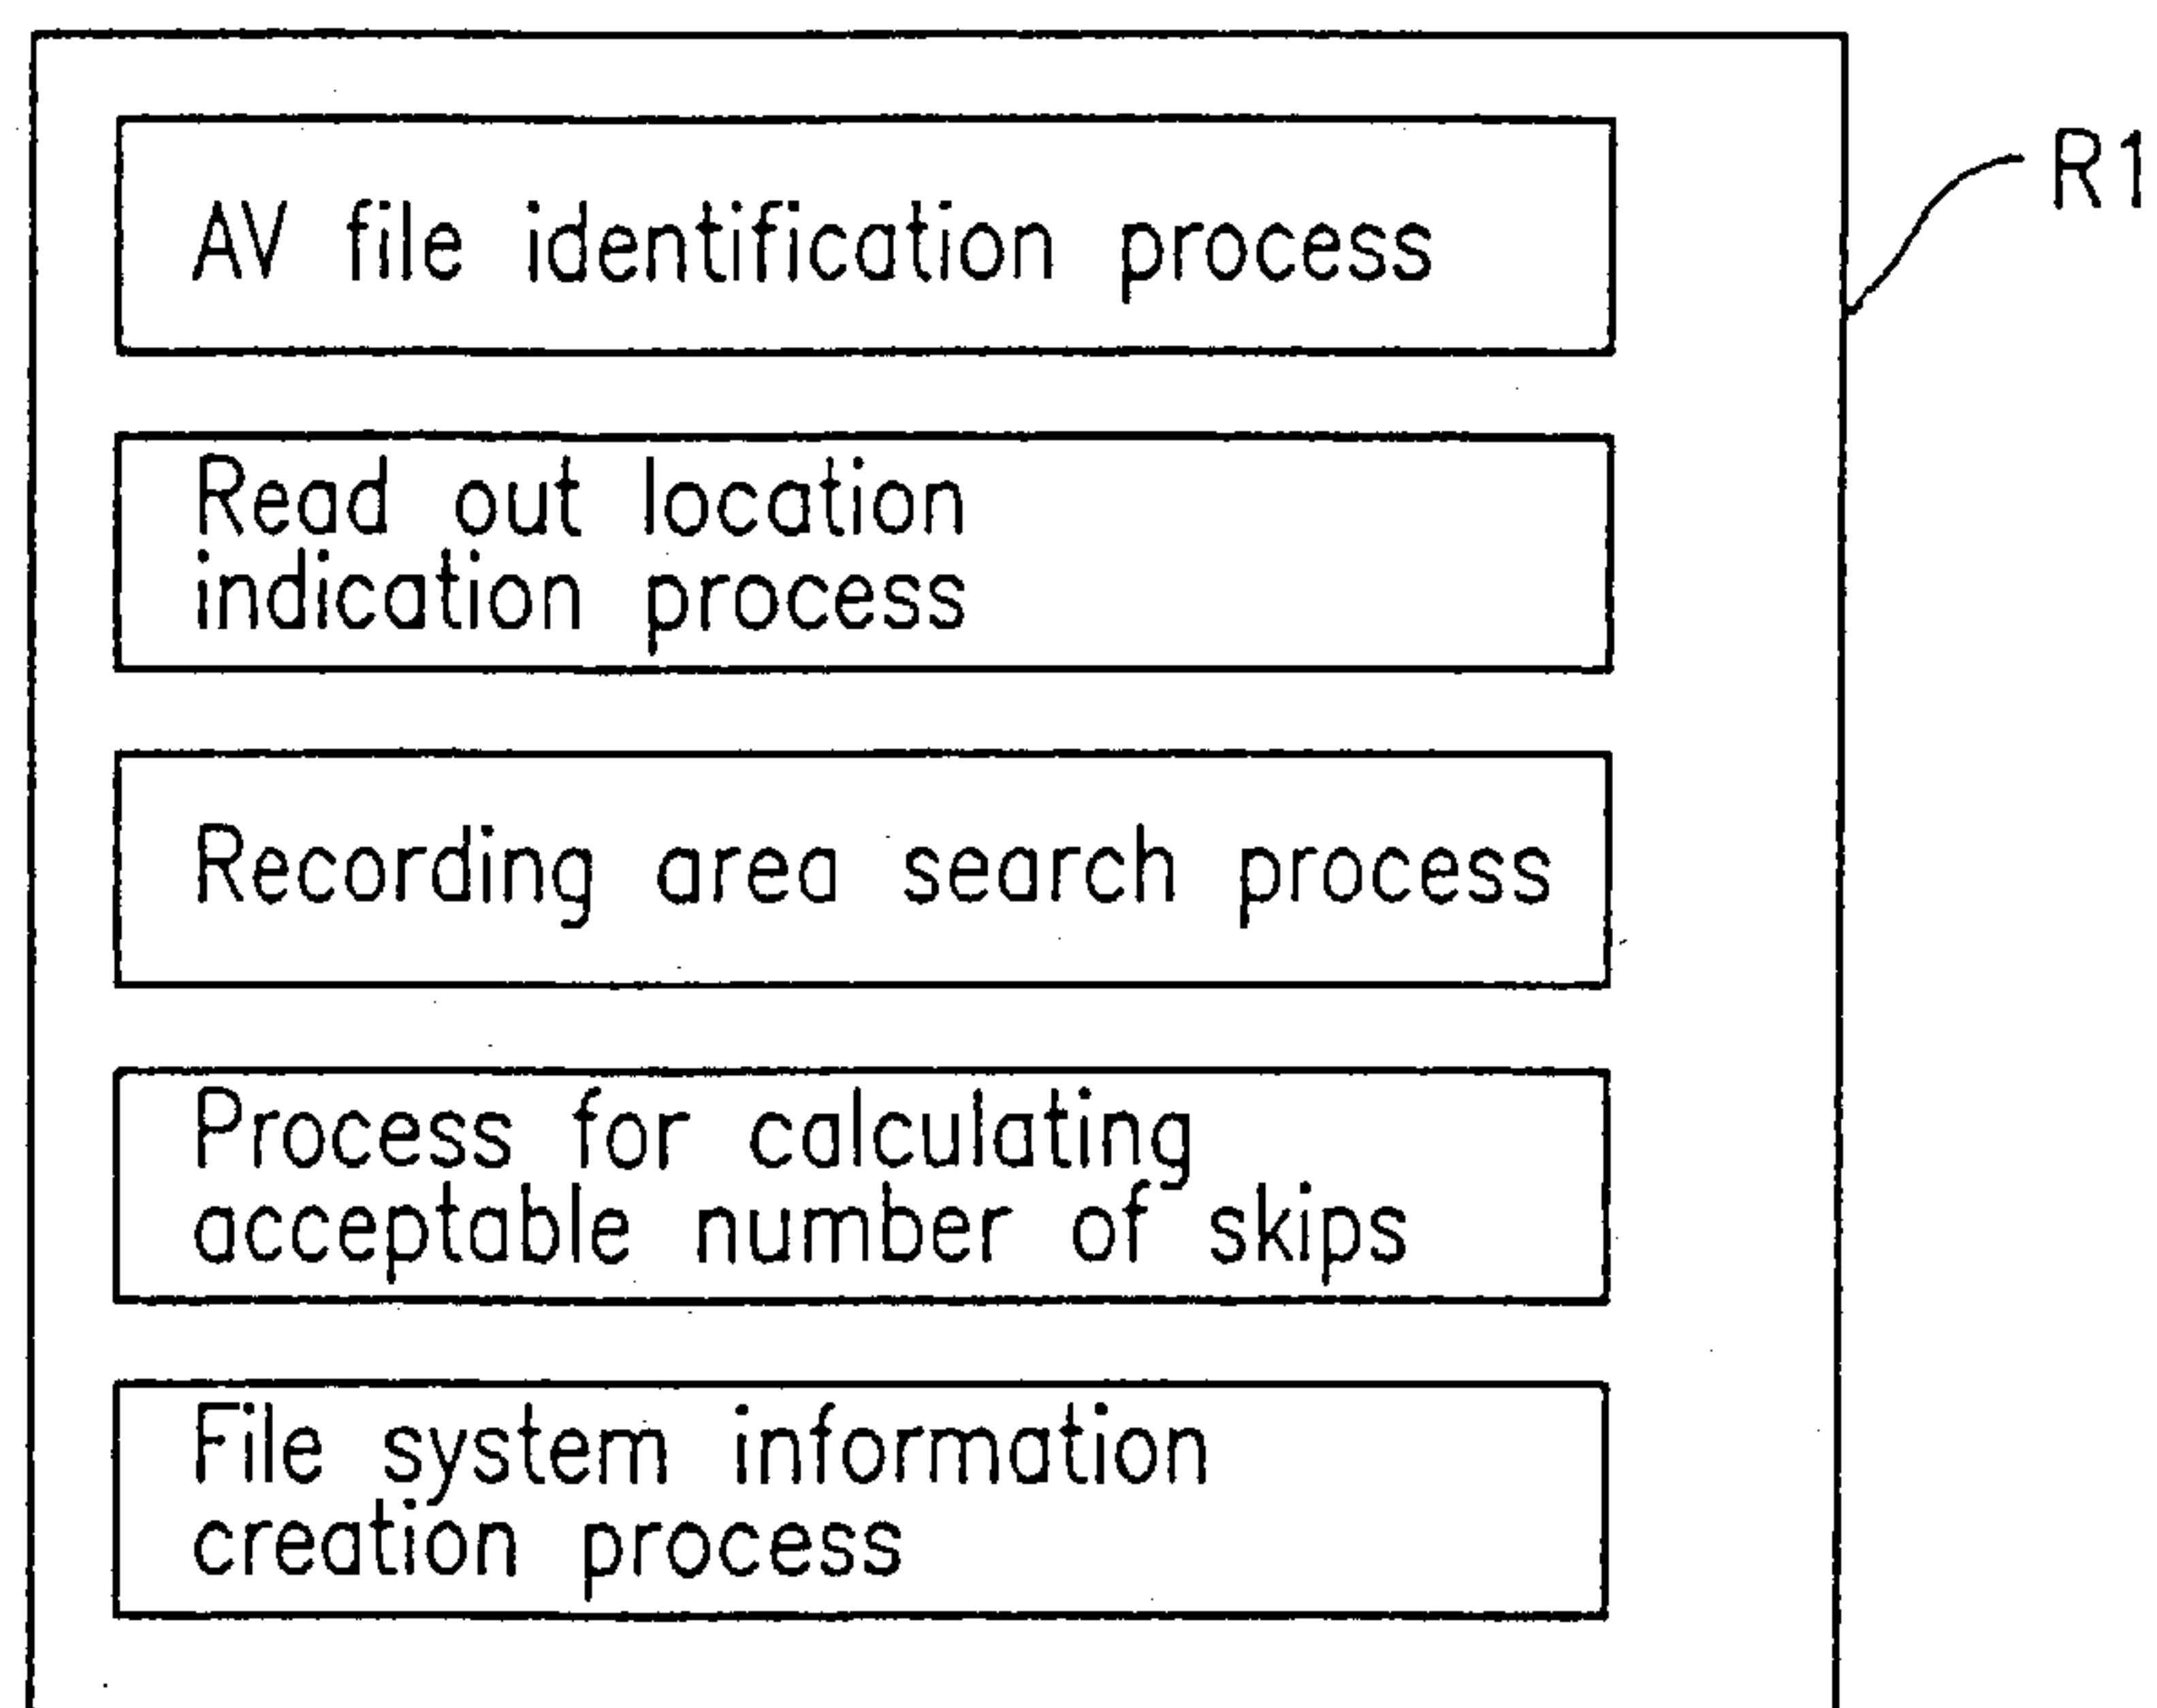 R1
AV file identification process
Read out location
indication process
Recording area search process
Process for calculating
acceptable number of skips
File system information
creation process